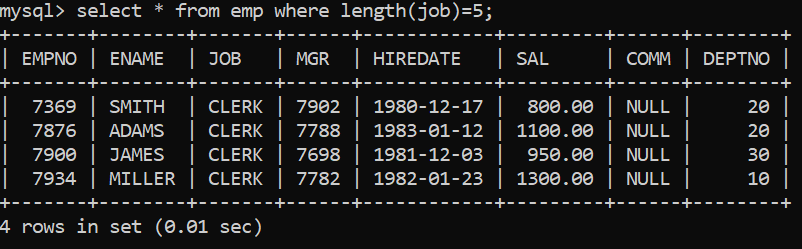 mysql> select * from emp where length(job)=5;
+-------+--------+-------+------+------------+---------+------+--------+
| EMPNO | ENAME  | JOB   | MGR  | HIREDATE   | SAL     | COMM | DEPTNO |
+-------+--------+-------+------+------------+---------+------+--------+
|  7369 | SMITH  | CLERK | 7902 | 1980-12-17 |  800.00 | NULL |     20 |
|  7876 | ADAMS  | CLERK | 7788 | 1983-01-12 | 1100.00 | NULL |     20 |
|  7900 | JAMES  | CLERK | 7698 | 1981-12-03 |  950.00 | NULL |     30 |
|  7934 | MILLER | CLERK | 7782 | 1982-01-23 | 1300.00 | NULL |     10 |
+-------+--------+-------+------+------------+---------+------+--------+
4 rows in set (0.01 sec)